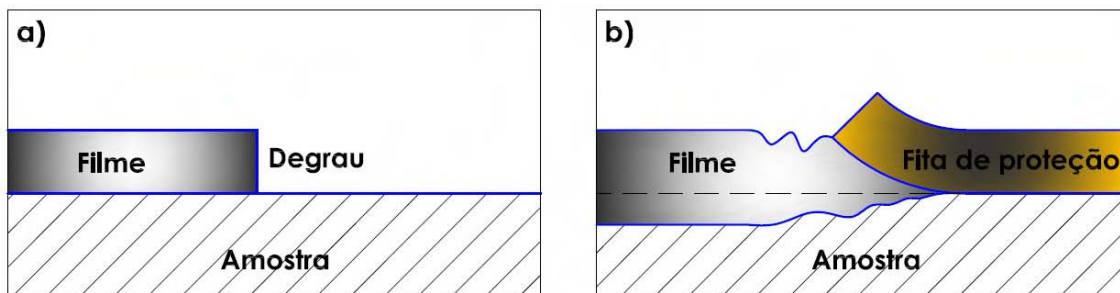 a)
Filme
Degrau
Amostra
b)
Filme
Fita de proteção
Amostra